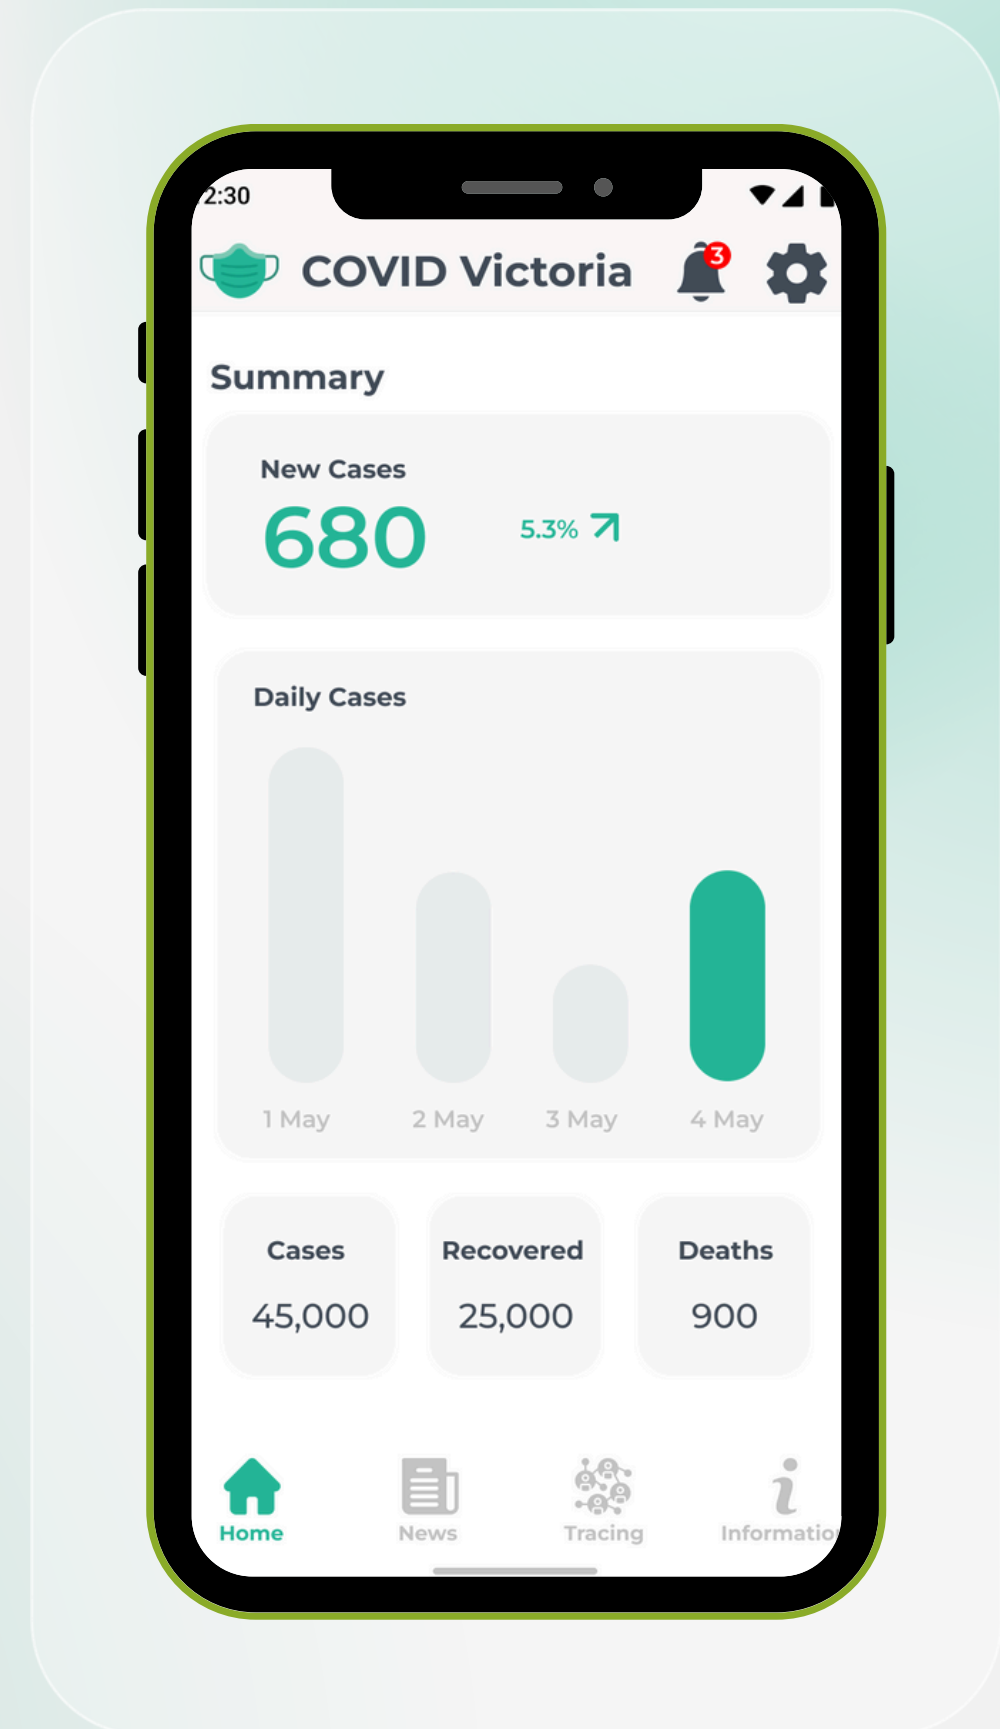 2:30
COVID Victoria
3
Summary
New Cases
680
5.3%
Daily Cases
1 May 2 May 3 May 4 May
Cases Recovered Deaths
45,000 25,000 900
Home News Tracing Informatio